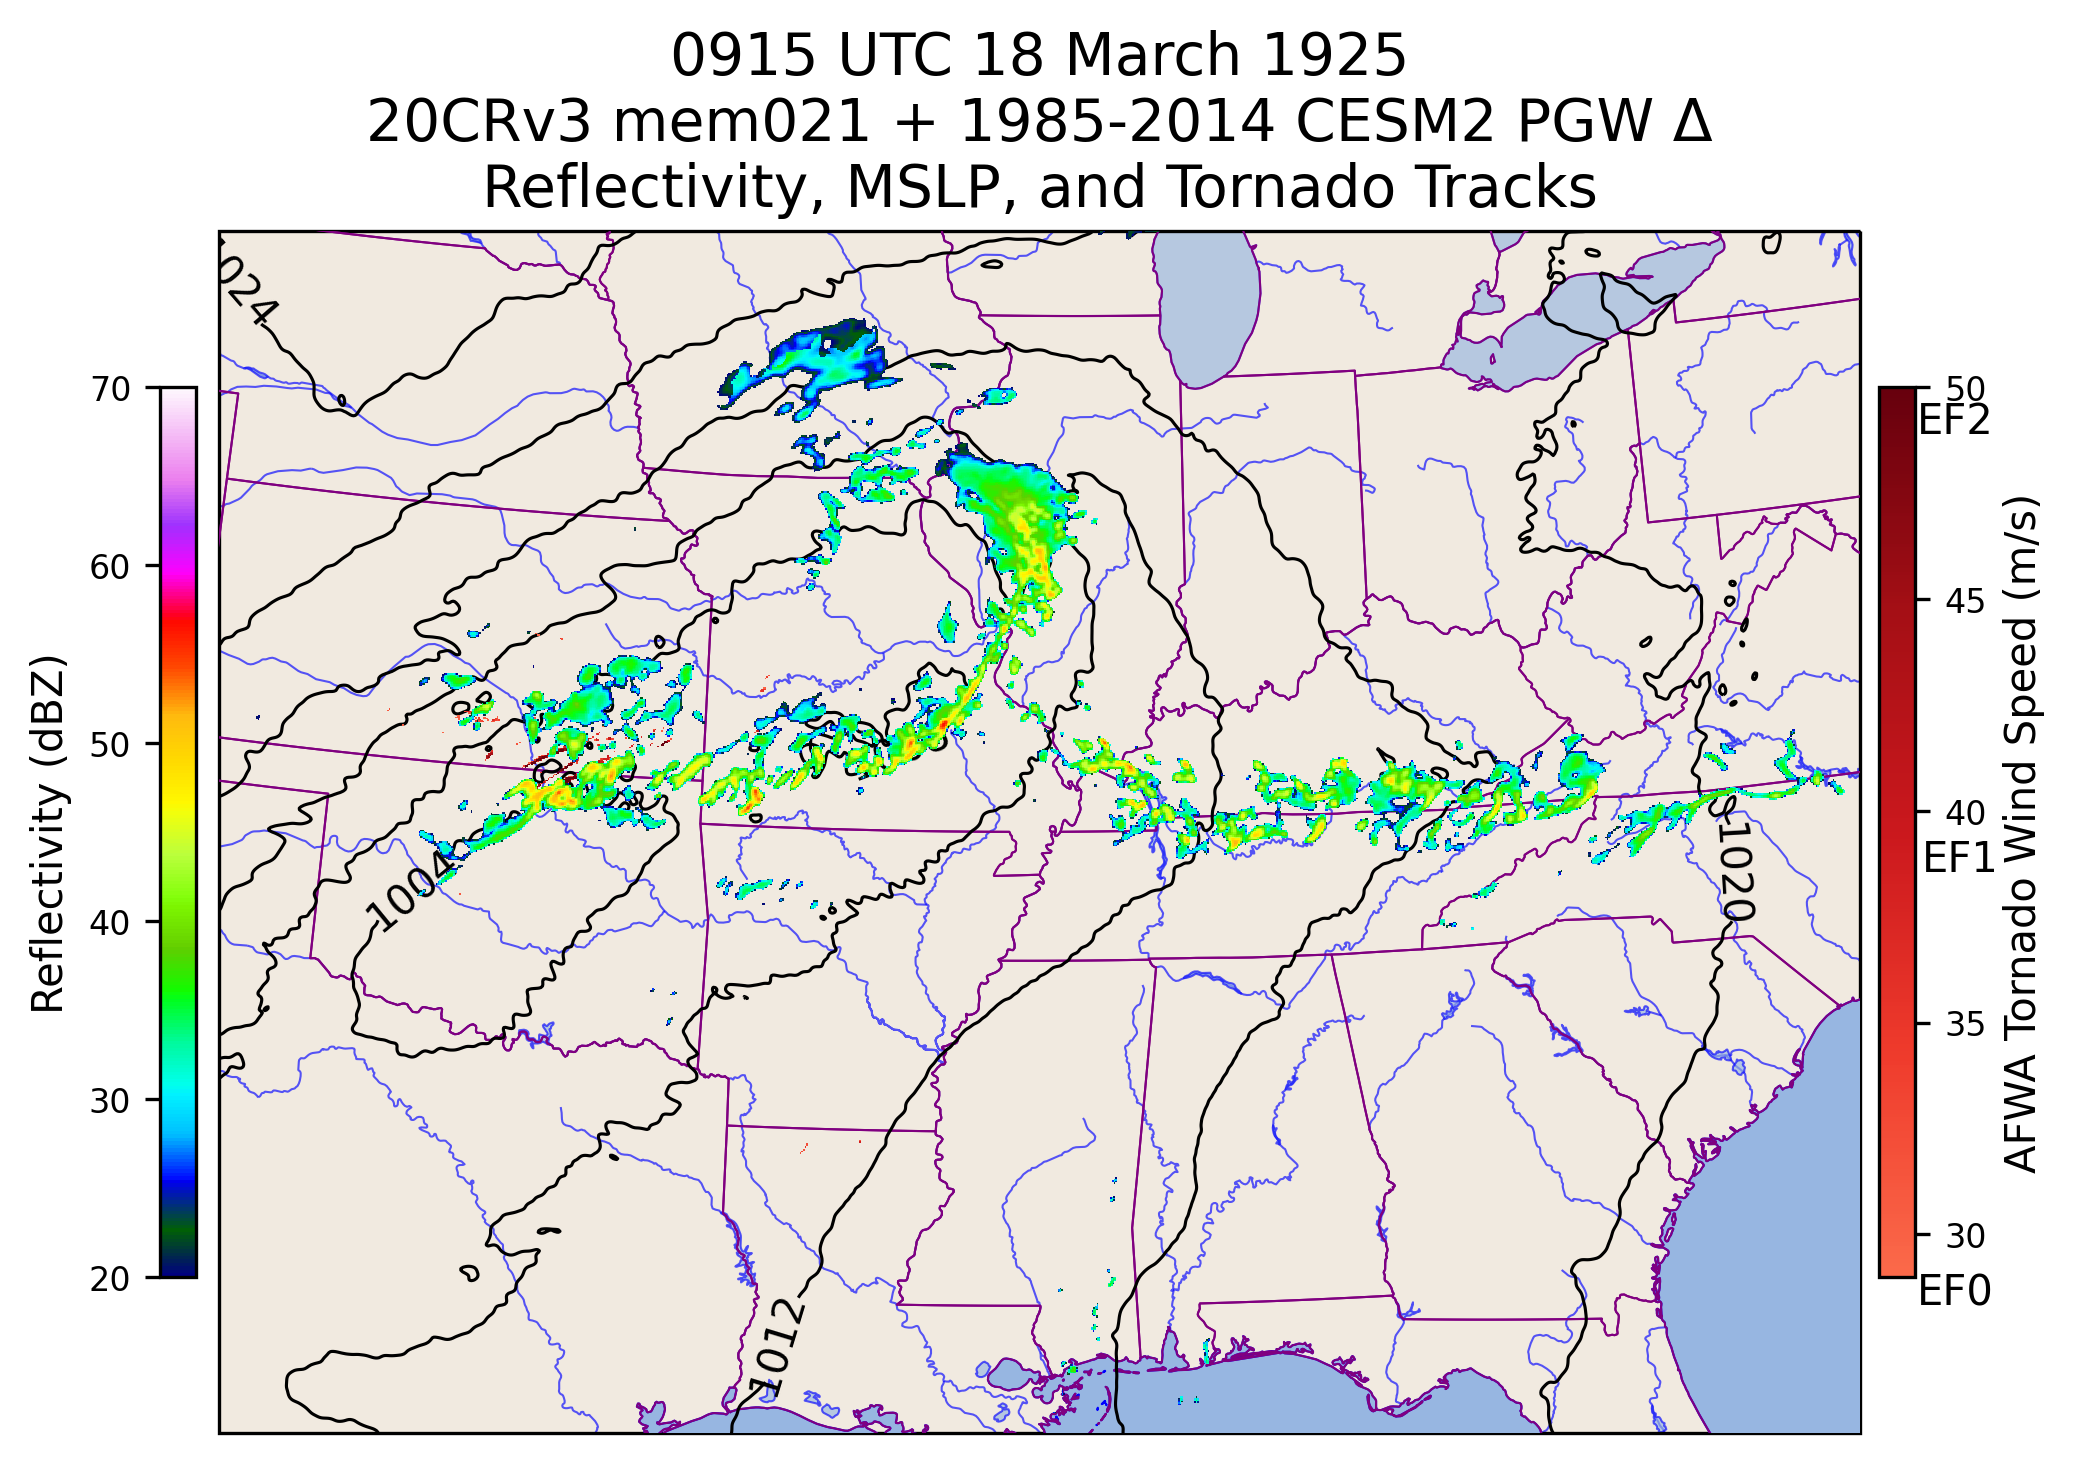 0915 UTC 18 March 1925
20CRv3 mem021 + 1985-2014 CESM2 PGW Δ
Reflectivity, MSLP, and Tornado Tracks
70
60
50
40
30
20
Reflectivity (dBZ)
024
1004
1012
1020
50
EF2
45
40
EF1
35
30
EF0
AFWA Tornado Wind Speed (m/s)